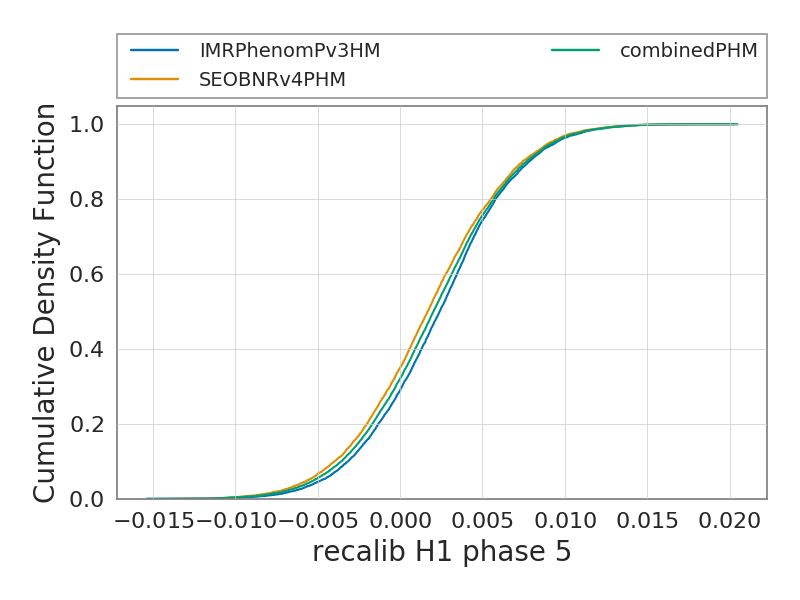 IMRPhenomPv3HM
SEOBNRv4PHM
combinedPHM
1.0
0.8
0.6
0.4
0.2
0.0
Cumulative Density Function
−0.015 −0.010 −0.005 0.000 0.005 0.010 0.015 0.020
recalib H1 phase 5